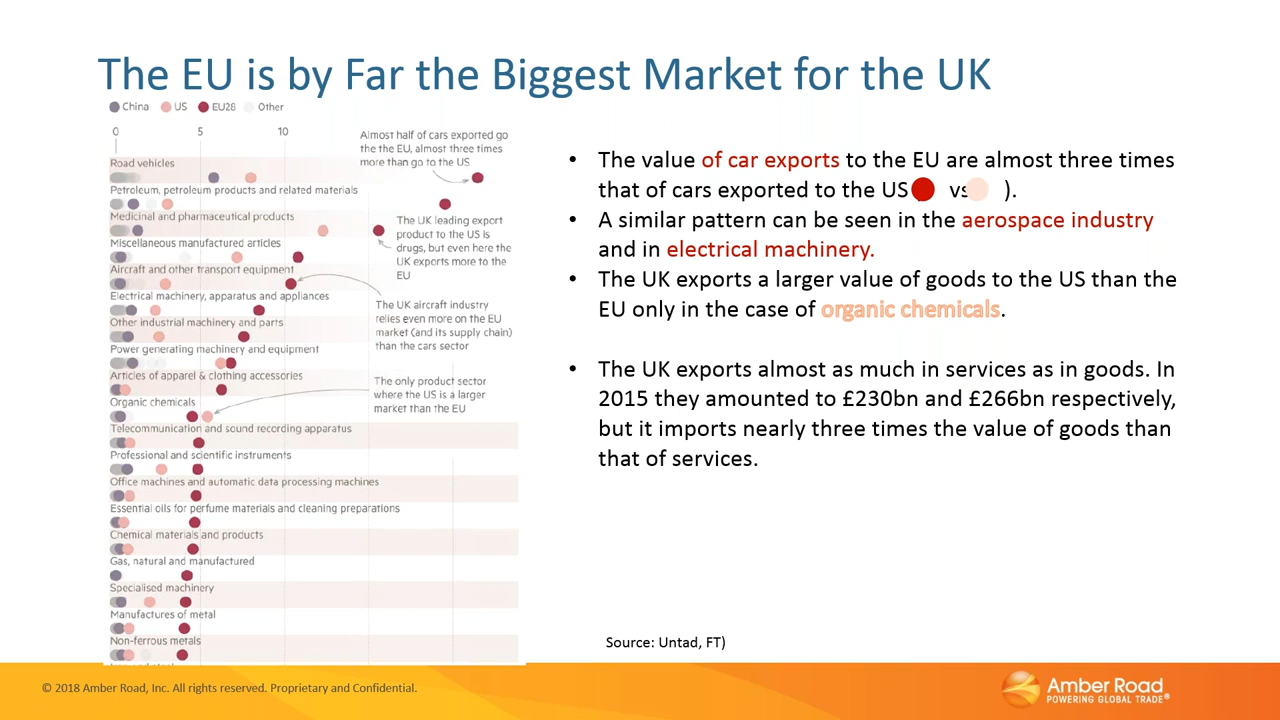 The EU is by Far the Biggest Market for the UK
China US EU28 Other
0 5 10
Almost half of cars exported go
the the EU, almost three times
more than go to the US
Road vehicles
Petroleum, petroleum products and related materials
Medicinal and pharmaceutical products
The UK leading export
product to the US is
drugs, but even here the
UK exports more to the
EU
Miscellaneous manufactured articles
Aircraft and other transport equipment
Electrical machinery, apparatus and appliances
The UK aircraft industry
relies even more on the EU
market (and its supply chain)
than the cars sector
Other industrial machinery and parts
Power generating machinery and equipment
Articles of apparel & clothing accessories
The only product sector
where the US is a larger
market than the EU
Organic chemicals
Telecommunication and sound recording apparatus
Professional and scientific instruments
Office machines and automatic data processing machines
Essential oils for perfume materials and cleaning preparations
Chemical materials and products
Gas, natural and manufactured
Specialised machinery
Manufactures of metal
Non-ferrous metals
• The value of car exports to the EU are almost three times
that of cars exported to the US vs ).
• A similar pattern can be seen in the aerospace industry
and in electrical machinery.
• The UK exports a larger value of goods to the US than the
EU only in the case of organic chemicals.
• The UK exports almost as much in services as in goods. In
2015 they amounted to £230bn and £266bn respectively,
but it imports nearly three times the value of goods than
that of services.
Source: Untad, FT)
© 2018 Amber Road, Inc. All rights reserved. Proprietary and Confidential.
Amber Road
POWERING GLOBAL TRADE®